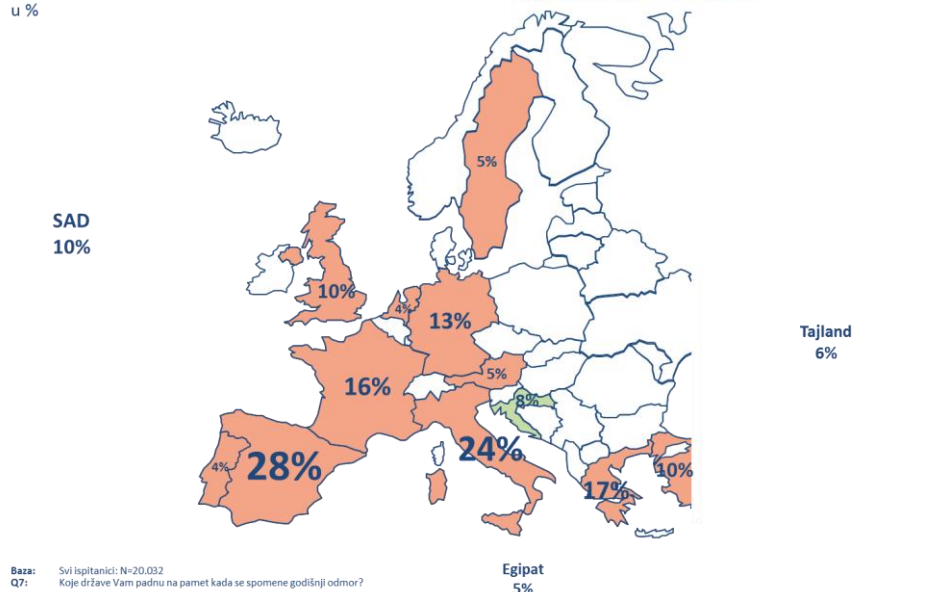 u %
5%
SAD
10%
10%
4%
13%
Tajland
6%
5%
16%
8%
24%
28%
4%
10%
17%
Egipat
5%
Baza: Svi ispitanici: N=20.032
Q7: Koje države Vam padnu na pamet kada se spomene godišnji odmor?